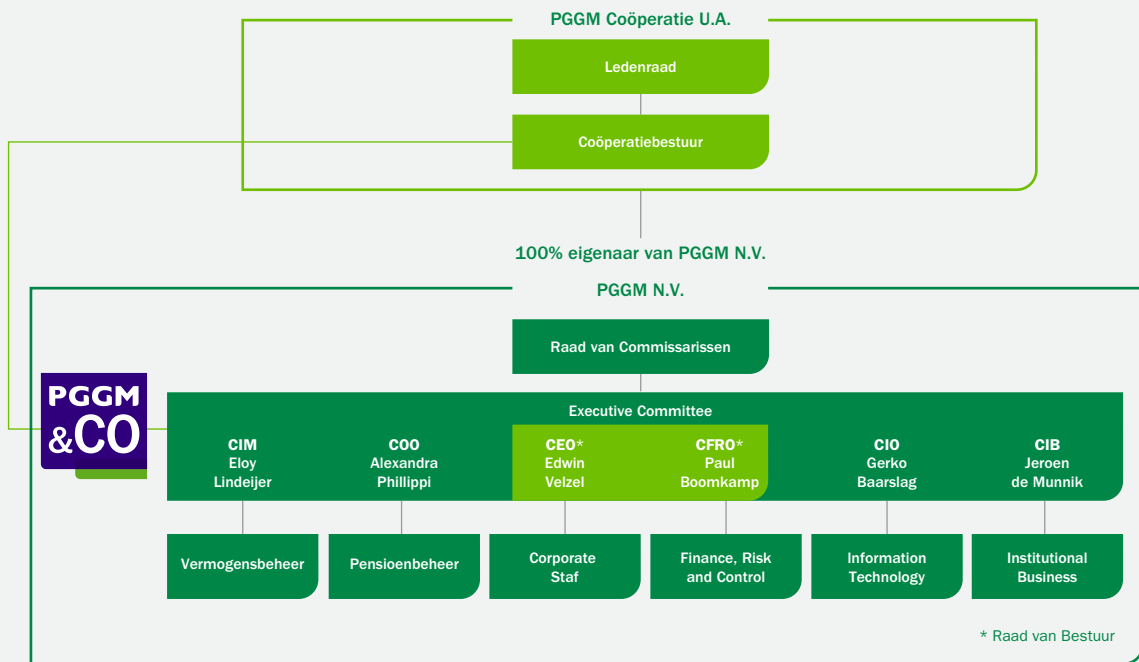 PGGM Coöperatie U.A.
Ledenraad
Coöperatiebestuur
100% eigenaar van PGGM N.V.
PGGM N.V.
Raad van Commissarissen
PGGM
&CO
Executive Committee
CIM
Eloy
Lindeijer
COO
Alexandra
Phillippi
CEO*
Edwin
Velzel
CFRO*
Paul
Boomkamp
CIO
Gerko
Baarslag
CIB
Jeroen
de Munnik
Vermogensbeheer
Pensioenbeheer
Corporate
Staf
Finance, Risk
and Control
Information
Technology
Institutional
Business
* Raad van Bestuur